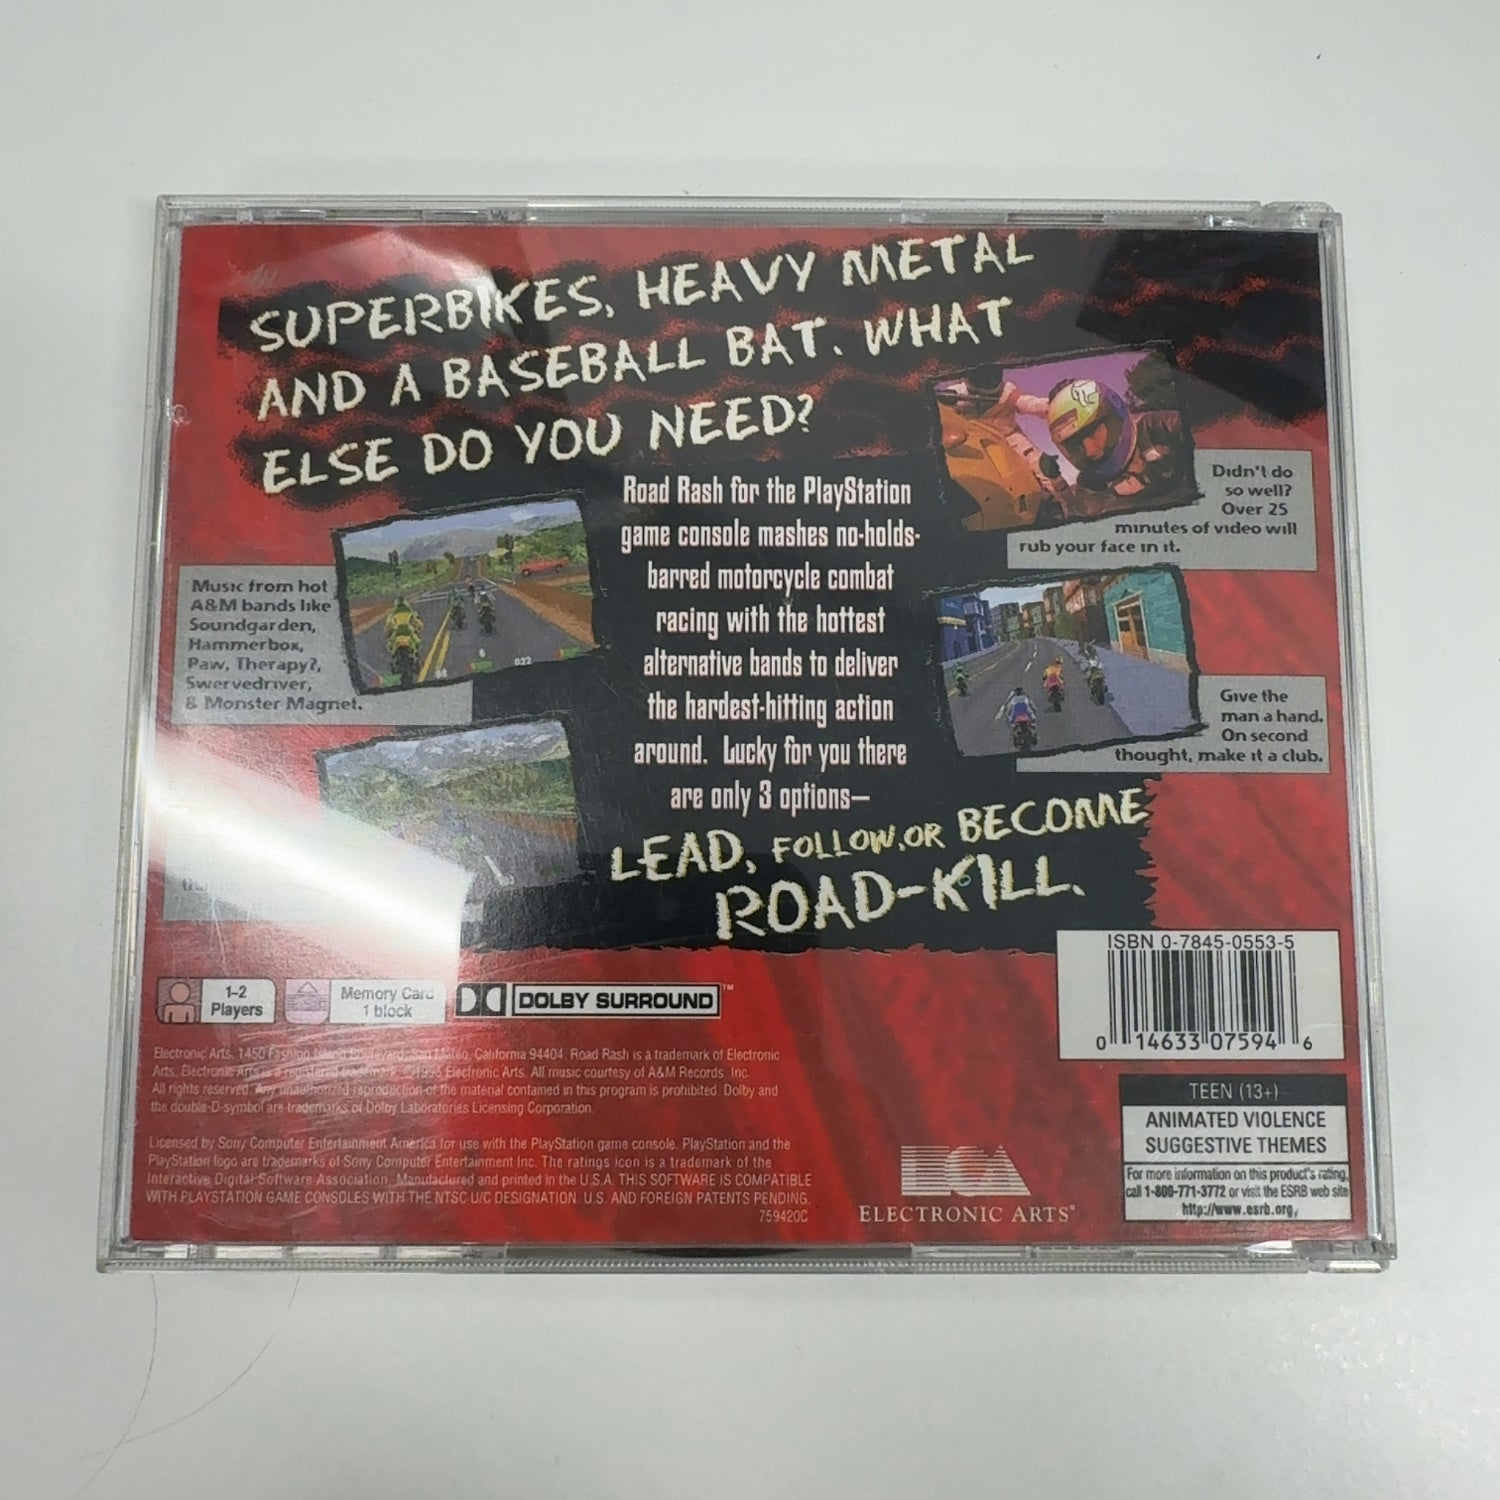 SUPERBIKES, HEAVY METAL
AND A BASEBALL BAT. WHAT
ELSE DO YOU NEED?
Road Rash for the PlayStation
game console mashes no-holds-
barred motorcycle combat
racing with the hottest
alternative bands to deliver
the hardest-hitting action
around. Lucky for you there
are only 3 options—
LEAD, FOLLOW, OR BECOME
ROAD-KILL.
Music from hot
A&M bands like
Soundgarden,
Hammerbox,
Paw, Therapy?,
Swervedriver,
& Monster Magnet.
Didn't do
so well?
Over 25
minutes of video will
rub your face in it.
Give the
man a hand.
On second
thought, make it a club.
1-2
Players
Memory Card
1 block
DOLBY SURROUND™
Electronic Arts, 1450 Fashion Island Boulevard, San Mateo, California 94404. Road Rash is a trademark of Electronic
Arts. Electronic Arts is a registered trademark. Electronic Arts. All music courtesy of A&M Records, Inc.
All rights reserved. Any unauthorized reproduction of the material contained in this program is prohibited. Dolby and
the double-D symbol are trademarks of Dolby Laboratories Licensing Corporation.
Licensed by Sony Computer Entertainment America for use with the PlayStation game console. PlayStation and the
PlayStation logo are trademarks of Sony Computer Entertainment Inc. The ratings icon is a trademark of the
Interactive Digital Software Association. Manufactured and printed in the U.S.A. THIS SOFTWARE IS COMPATIBLE
WITH PLAYSTATION GAME CONSOLES WITH THE NTSC U/C DESIGNATION. U.S. AND FOREIGN PATENTS PENDING.
759420C
ELECTRONIC ARTS®
ISBN 0-7845-0553-5
0 14633 07594 6
TEEN (13+)
ANIMATED VIOLENCE
SUGGESTIVE THEMES
For more information on this product's rating,
call 1-800-771-3772 or visit the ESRB web site
http://www.esrb.org.